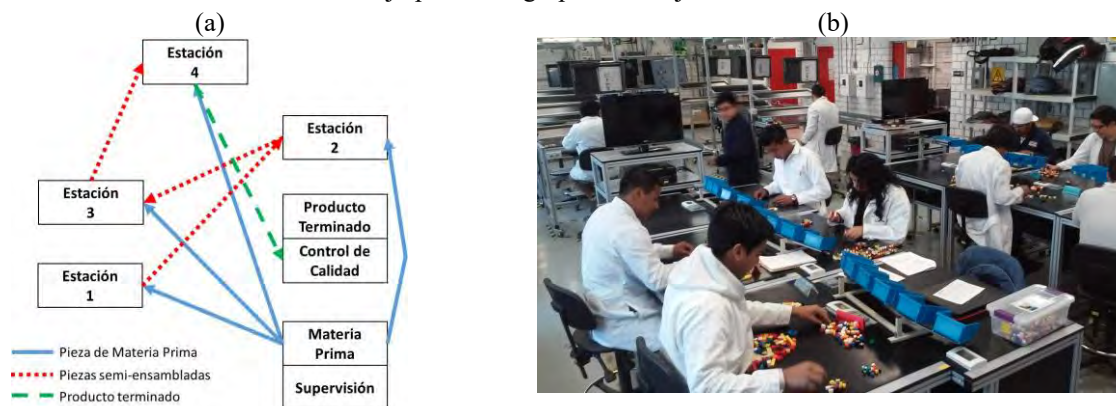 (a)
(b)
Estación
4
Estación
2
Estación
3
Producto
Terminado
Control de
Calidad
Estación
1
Materia
Prima
Supervisión
Pieza de Materia Prima
Piezas semi-ensambladas
Producto terminado